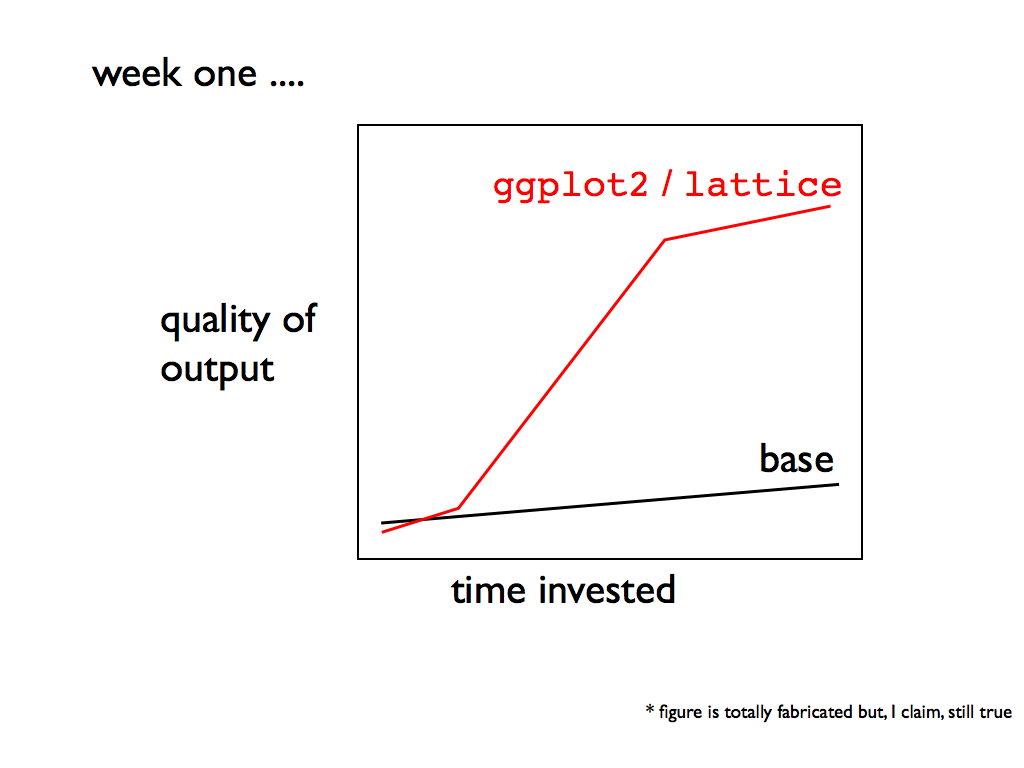 week one ....
ggplot2 / lattice
quality of
output
base
time invested
* figure is totally fabricated but, I claim, still true